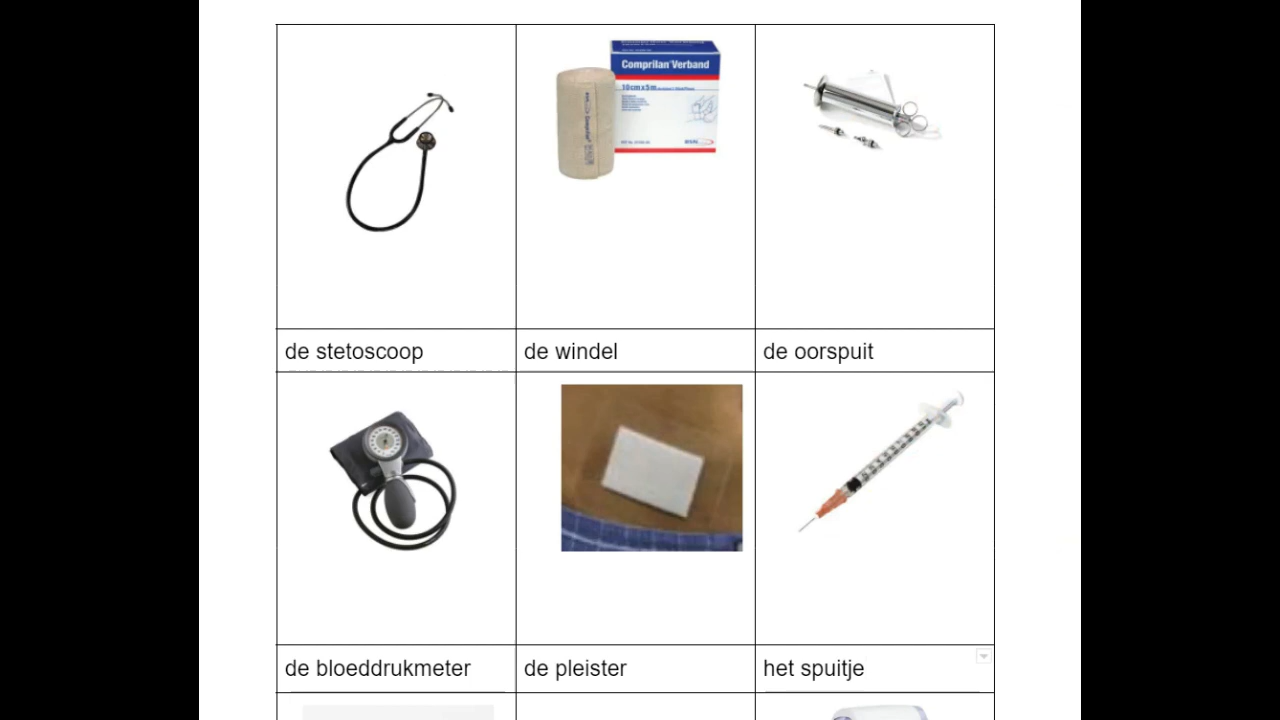 Comprilan® Verband
10cm x 5m
de stetoscoop
de windel
de oorspuit
de bloeddrukmeter
de pleister
het spuitje